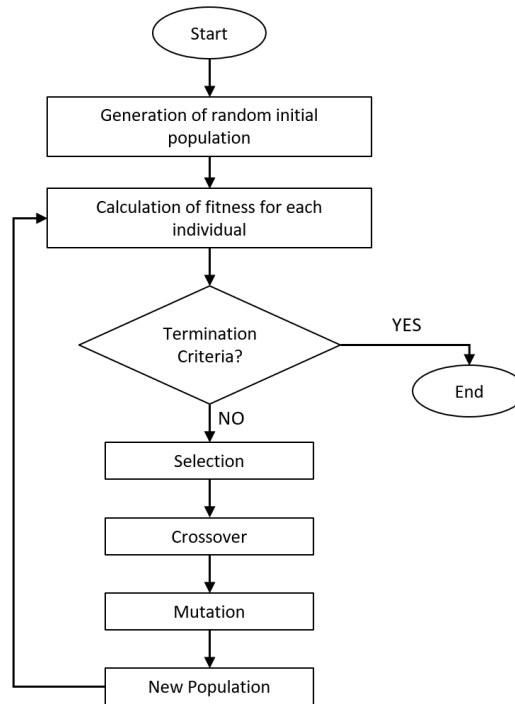 Start
Generation of random initial
population
Calculation of fitness for each
individual
Termination
Criteria?
YES
End
NO
Selection
Crossover
Mutation
New Population